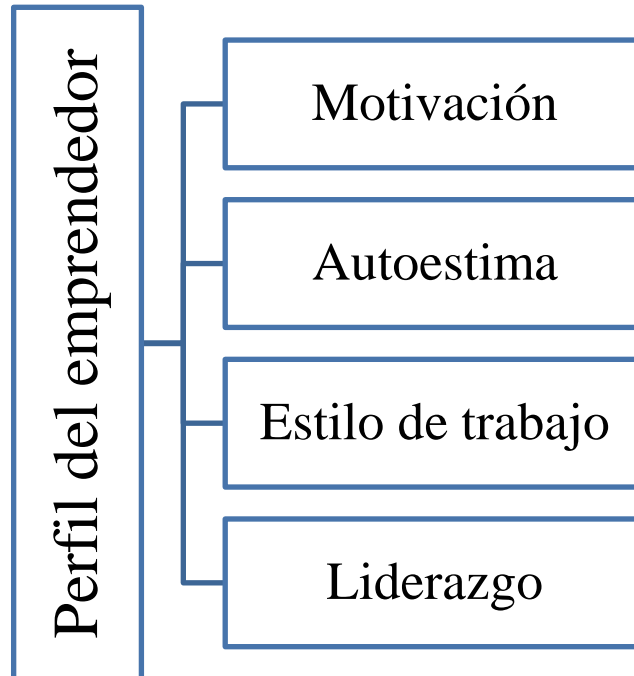 Perfil del emprendedor
Motivación
Autoestima
Estilo de trabajo
Liderazgo